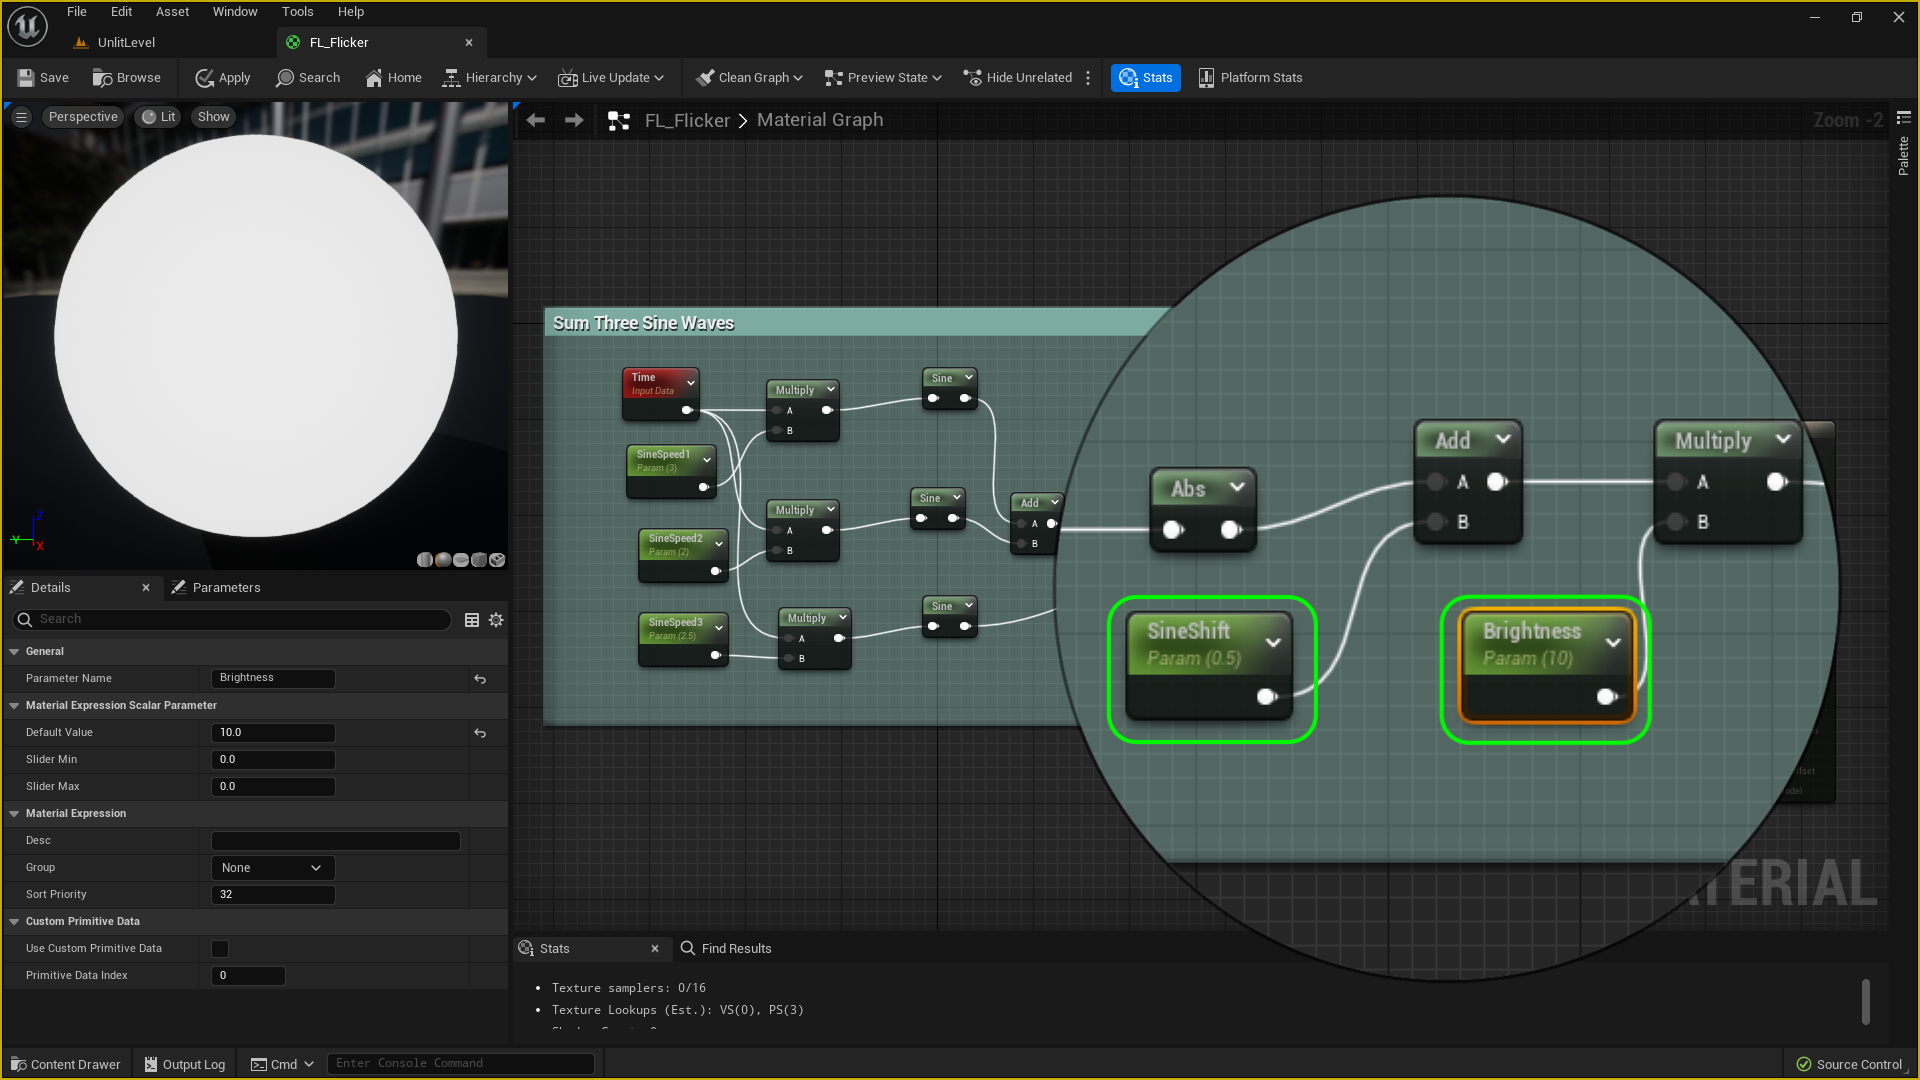 File Edit Asset Window Tools Help
UnlitLevel
FL_Flicker
Save Browse Apply Search Home Hierarchy Live Update Clean Graph Preview State Hide Unrelated Stats Platform Stats
Perspective Lit Show
FL_Flicker > Material Graph
Zoom -2
Palette
Sum Three Sine Waves
Time
Input Data
Multiply
A
B
Sine
SineSpeed1
Param (3)
Multiply
A
B
Sine
Add
A
B
SineSpeed2
Param (2)
SineSpeed3
Param (2.5)
Multiply
A
B
Sine
Abs
Add
A
B
Multiply
A
B
SineShift
Param (0.5)
Brightness
Param (10)
Z
Y
X
Details
Parameters
Search
General
Parameter Name Brightness
Material Expression Scalar Parameter
Default Value 10.0
Slider Min 0.0
Slider Max 0.0
Material Expression
Desc
Group None
Sort Priority 32
Custom Primitive Data
Use Custom Primitive Data
Primitive Data Index 0
Stats
Find Results
Texture samplers: 0/16
Texture Lookups (Est.): VS(0), PS(3)
Content Drawer Output Log Cmd Enter Console Command Source Control